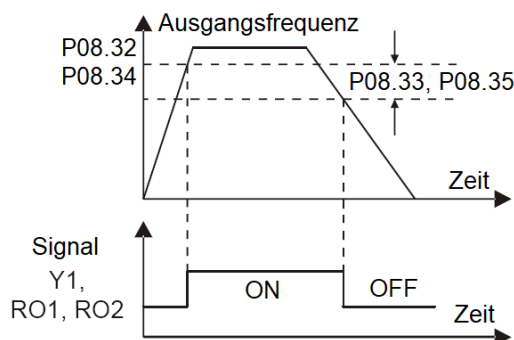 Ausgangsfrequenz
P08.32
P08.34
P08.33, P08.35
Zeit
Signal
Y1,
RO1, RO2
ON
OFF
Zeit